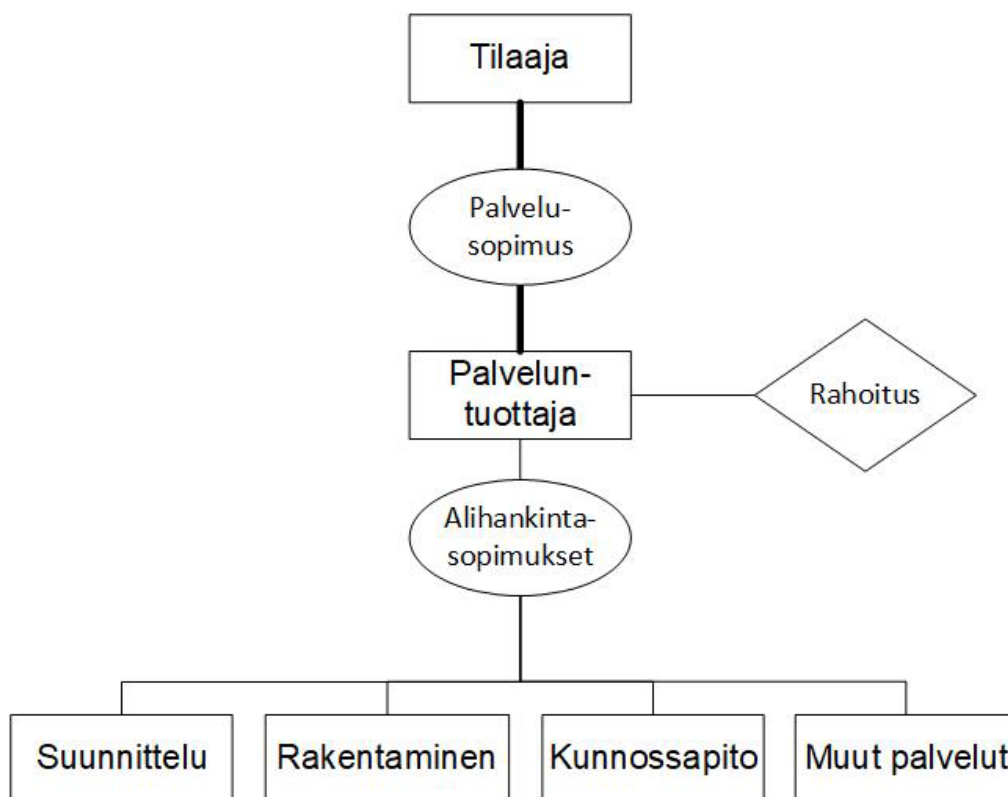 Tilaaja
Palvelu-
sopimus
Palvelun-
tuottaja
Rahoitus
Alihankinta-
sopimukset
Suunnittelu
Rakentaminen
Kunnossapito
Muut palvelut